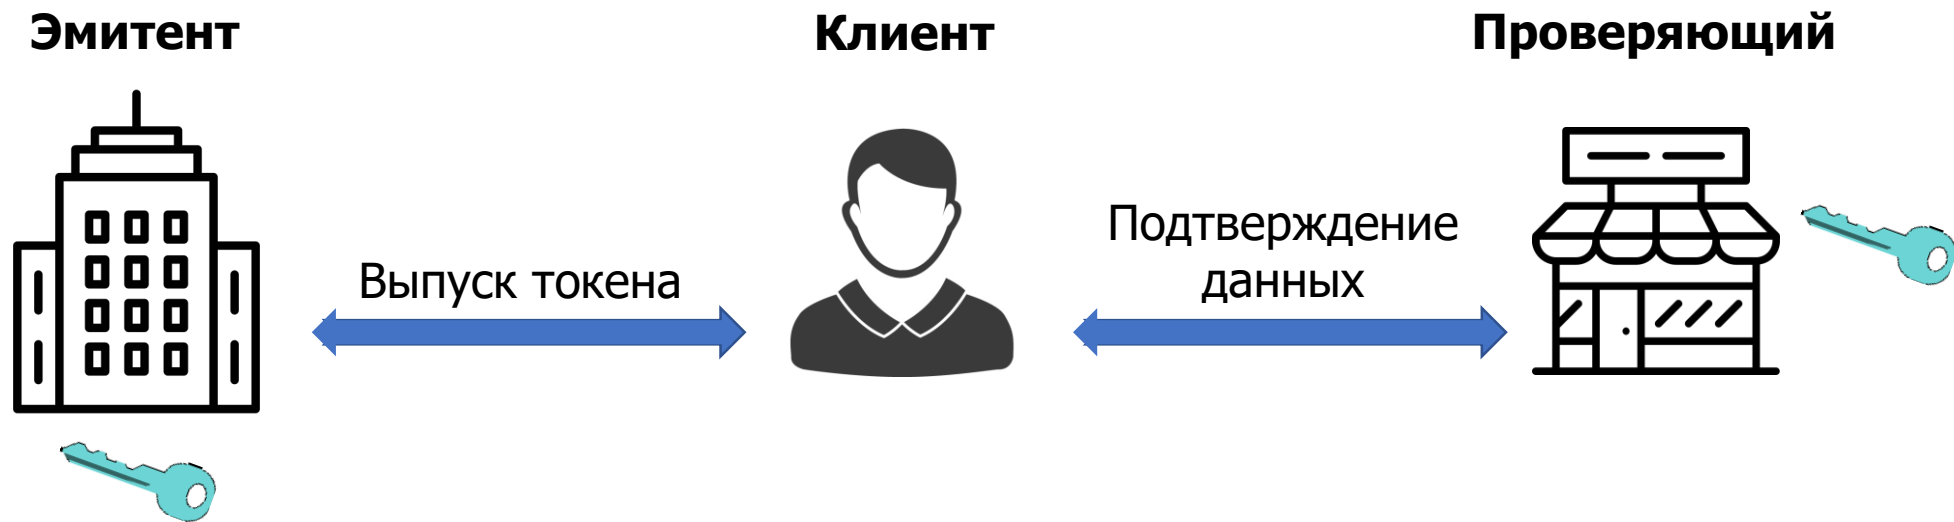 Эмитент
Клиент
Проверяющий
Выпуск токена
Подтверждение
данных